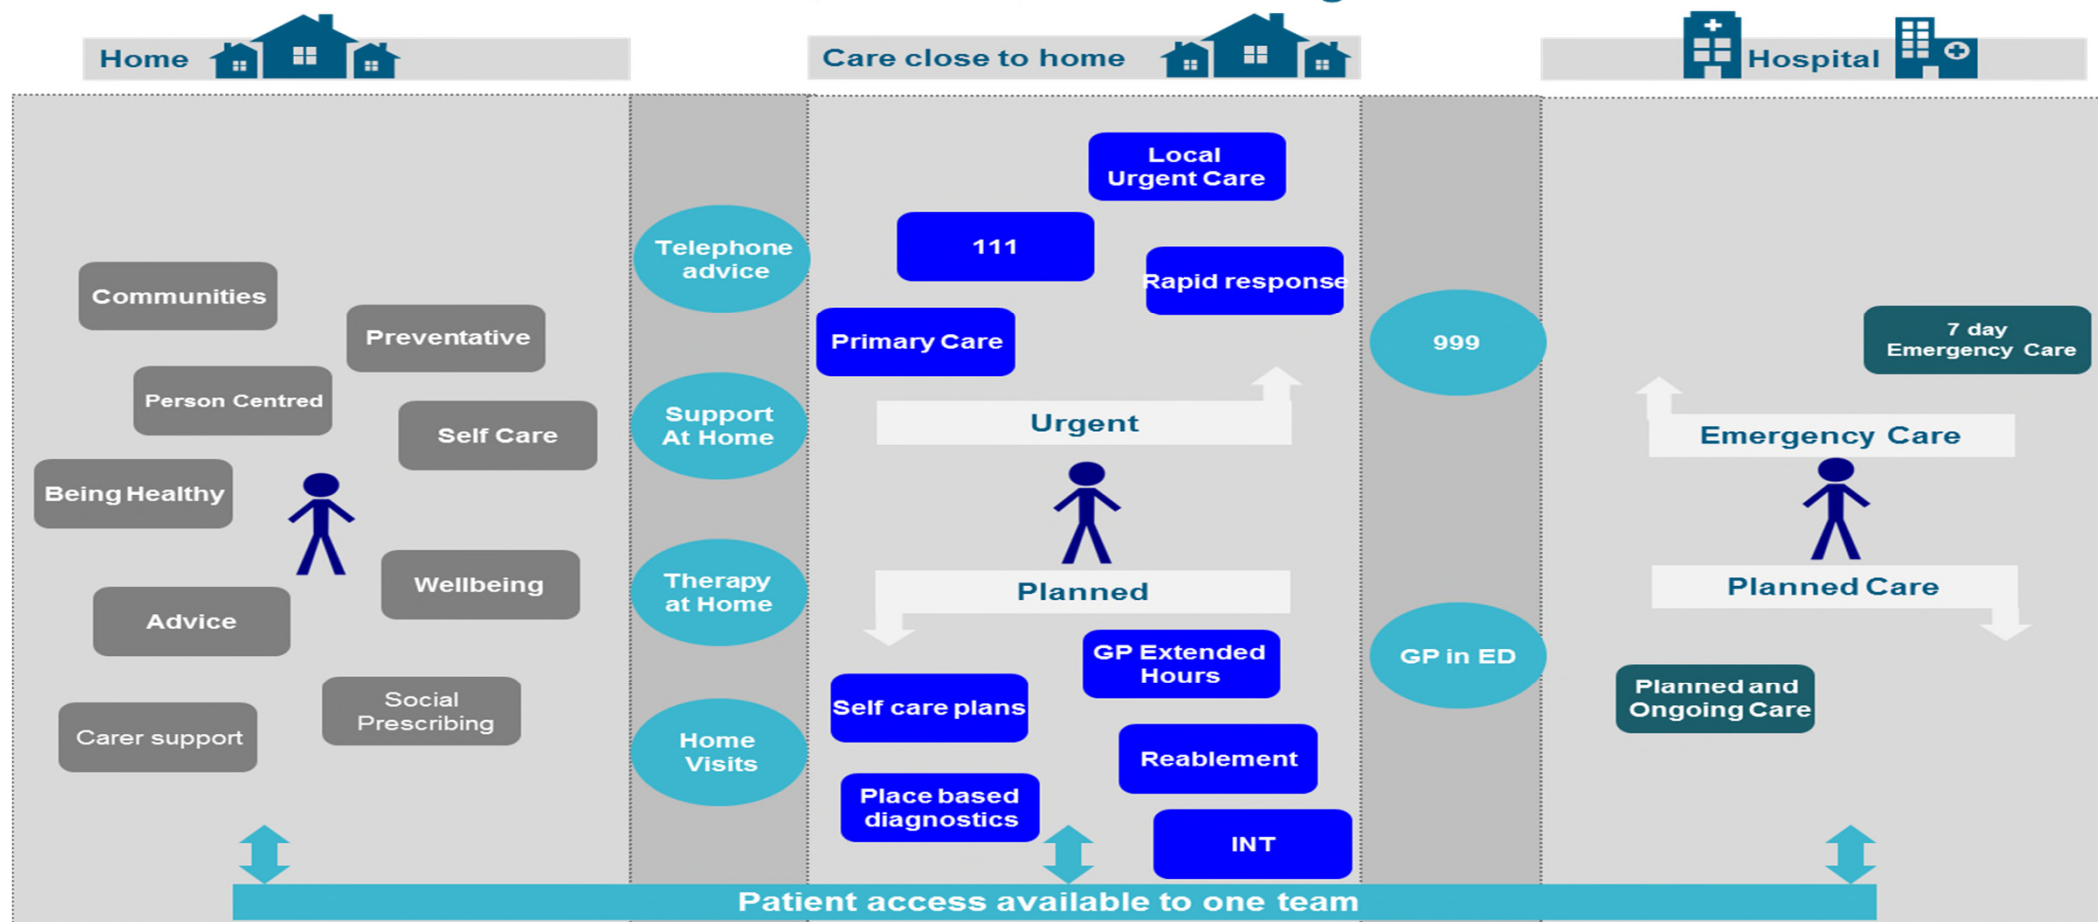 Home
Care close to home
Hospital
Communities
Preventative
Person Centred
Self Care
Being Healthy
Wellbeing
Advice
Social
Prescribing
Carer support
Telephone
advice
Support
At Home
Therapy
at Home
Home
Visits
Local
Urgent Care
111
Rapid response
Primary Care
Urgent
Planned
GP Extended
Hours
Self care plans
Reablement
Place based
diagnostics
INT
999
GP in ED
7 day
Emergency Care
Emergency Care
Planned Care
Planned and
Ongoing Care
Patient access available to one team